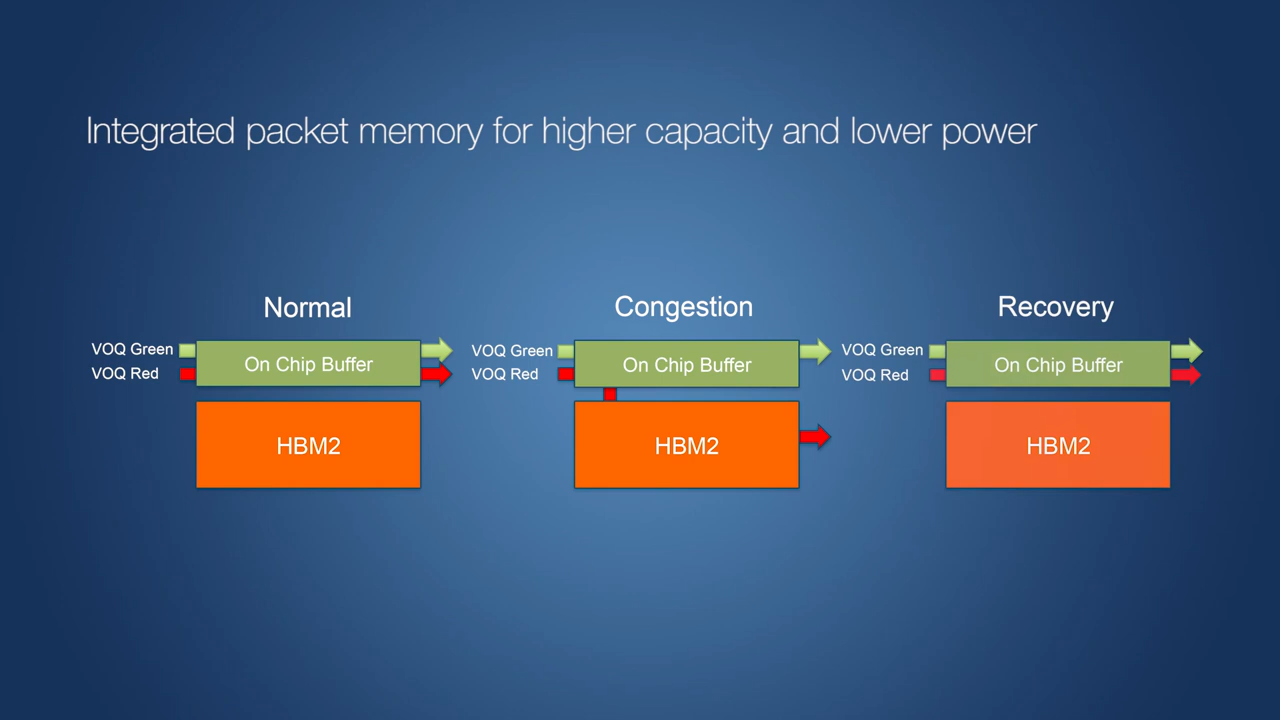 Integrated packet memory for higher capacity and lower power
Normal
VOQ Green
VOQ Red
On Chip Buffer
HBM2
Congestion
VOQ Green
VOQ Red
On Chip Buffer
HBM2
Recovery
VOQ Green
VOQ Red
On Chip Buffer
HBM2